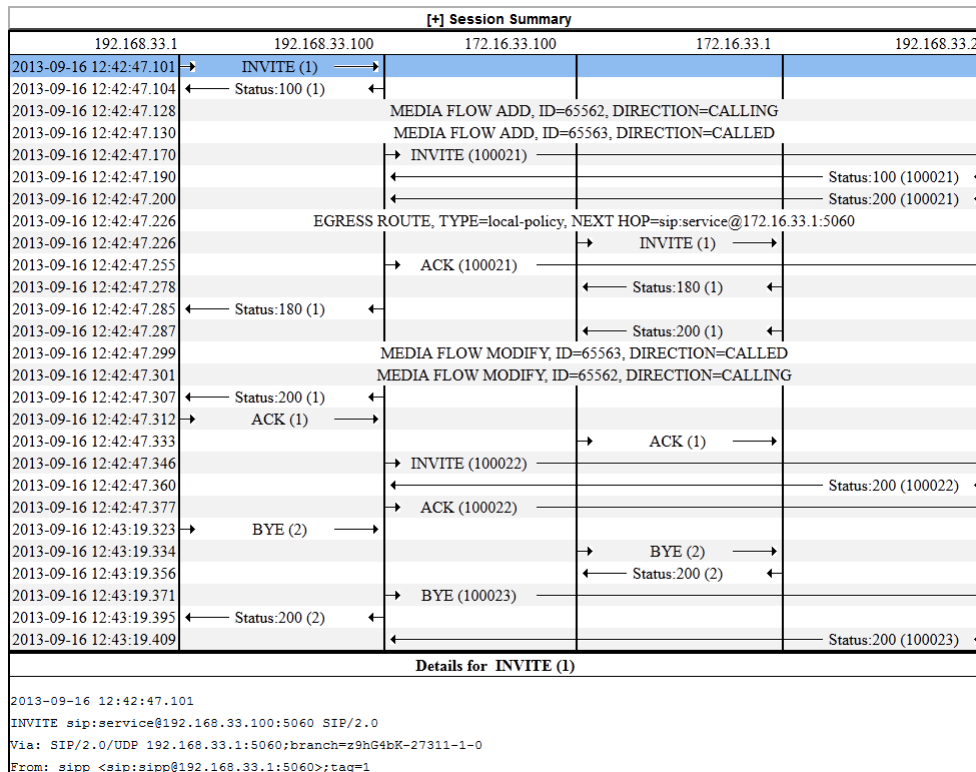 [+] Session Summary
192.168.33.1 192.168.33.100 172.16.33.100 172.16.33.1 192.168.33.2
2013-09-16 12:42:47.101 INVITE (1)
2013-09-16 12:42:47.104 Status:100 (1)
2013-09-16 12:42:47.128 MEDIA FLOW ADD, ID=65562, DIRECTION=CALLING
2013-09-16 12:42:47.130 MEDIA FLOW ADD, ID=65563, DIRECTION=CALLED
2013-09-16 12:42:47.170 INVITE (100021)
2013-09-16 12:42:47.190 Status:100 (100021)
2013-09-16 12:42:47.200 Status:200 (100021)
2013-09-16 12:42:47.226 EGRESS ROUTE, TYPE=local-policy, NEXT HOP=sip:service@172.16.33.1:5060
2013-09-16 12:42:47.226 INVITE (1)
2013-09-16 12:42:47.255 ACK (100021)
2013-09-16 12:42:47.278 Status:180 (1)
2013-09-16 12:42:47.285 Status:180 (1)
2013-09-16 12:42:47.287 Status:200 (1)
2013-09-16 12:42:47.299 MEDIA FLOW MODIFY, ID=65563, DIRECTION=CALLED
2013-09-16 12:42:47.301 MEDIA FLOW MODIFY, ID=65562, DIRECTION=CALLING
2013-09-16 12:42:47.307 Status:200 (1)
2013-09-16 12:42:47.312 ACK (1)
2013-09-16 12:42:47.333 ACK (1)
2013-09-16 12:42:47.346 INVITE (100022)
2013-09-16 12:42:47.360 Status:200 (100022)
2013-09-16 12:42:47.377 ACK (100022)
2013-09-16 12:43:19.323 BYE (2)
2013-09-16 12:43:19.334 BYE (2)
2013-09-16 12:43:19.356 Status:200 (2)
2013-09-16 12:43:19.371 BYE (100023)
2013-09-16 12:43:19.395 Status:200 (2)
2013-09-16 12:43:19.409 Status:200 (100023)
Details for INVITE (1)
2013-09-16 12:42:47.101
INVITE sip:service@192.168.33.100:5060 SIP/2.0
Via: SIP/2.0/UDP 192.168.33.1:5060;branch=z9hG4bK-27311-1-0
From: sipp <sip:sipp@192.168.33.1:5060>;tag=1